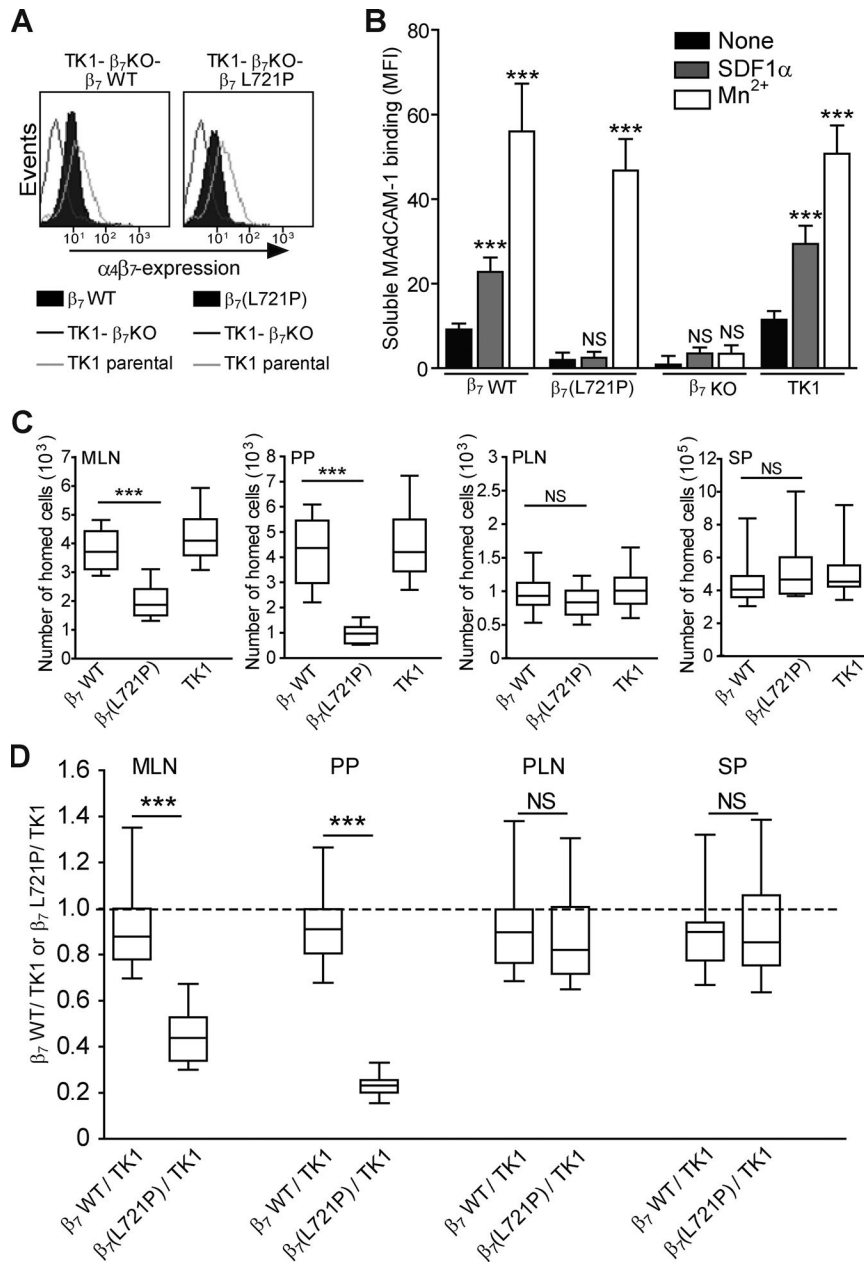 A
TK1- β7KO-
β7 WT
TK1- β7KO-
β7 L721P
Events
10¹ 10² 10³
10¹ 10² 10³
α4β7-expression
β7 WT
β7(L721P)
TK1- β7KO
TK1- β7KO
TK1 parental
TK1 parental
B
Soluble MAdCAM-1 binding (MFI)
80
60
40
20
0
None
SDF1α
Mn²⁺
*** *** *** ***
*** NS NS NS
β7 WT β7(L721P) β7 KO TK1
C
MLN
Number of homed cells (10³)
7
6
5
4
3
2
1
0
***
β7 WT β7(L721P) TK1
PP
Number of homed cells (10³)
8
7
6
5
4
3
2
1
0
***
β7 WT β7(L721P) TK1
PLN
Number of homed cells (10³)
3
2.5
2
1.5
1
0.5
0
NS
β7 WT β7(L721P) TK1
SP
Number of homed cells (10⁵)
12
10
8
6
4
2
0
NS
β7 WT β7(L721P) TK1
D
β7 WT/ TK1 or β7 L721P/ TK1
1.6
1.4
1.2
1.0
0.8
0.6
0.4
0.2
0
MLN PP PLN SP
*** *** NS NS
β7 WT / TK1
β7(L721P) / TK1
β7 WT / TK1
β7(L721P) / TK1
β7 WT / TK1
β7(L721P) / TK1
β7 WT / TK1
β7(L721P) / TK1